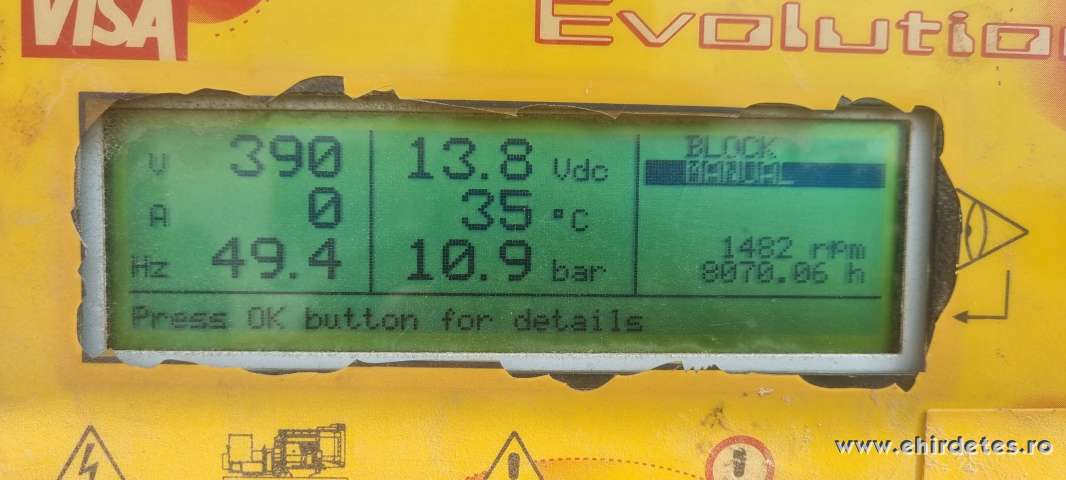 VISA
Evolution
V 390 13.8 Vdc BLOCK
MANUAL
A 0 35 °C
Hz 49.4 10.9 bar 1482 rpm
8070.06 h
Press OK button for details
www.ehirdetes.ro